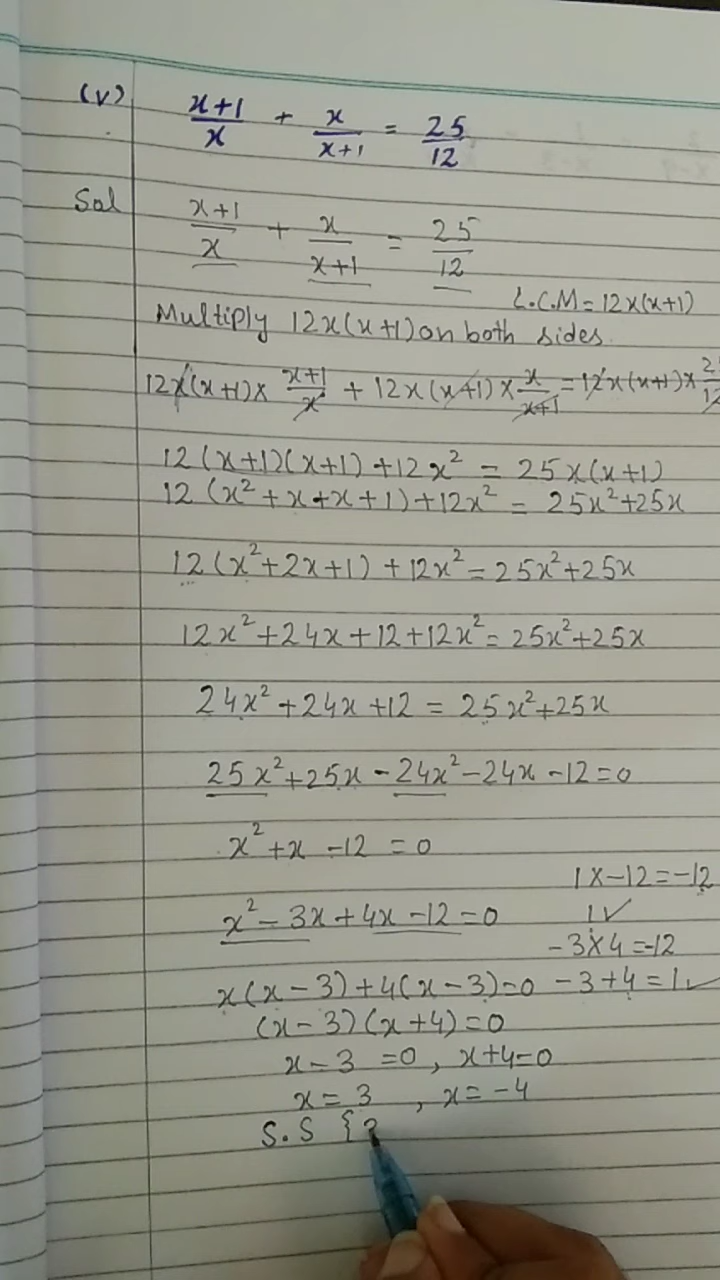 (v) x+1/x + x/x+1 = 25/12
Sol x+1/x + x/x+1 = 25/12
L.C.M = 12x(x+1)
Multiply 12x(x+1) on both sides
12x(x+1) × x+1/x + 12x(x+1) × x/x+1 = 12x(x+1) ×
12(x+1)(x+1) + 12x² = 25x(x+1)
12(x²+x+x+1) + 12x² = 25x²+25x
12(x²+2x+1) + 12x² = 25x²+25x
12x²+24x+12+12x² = 25x²+25x
24x²+24x+12 = 25x²+25x
25x²+25x-24x²-24x-12=0
x²+x-12=0
1×-12=-12
x²-3x+4x-12=0 1✓
-3×4=-12
x(x-3)+4(x-3)=0 -3+4=1✓
(x-3)(x+4)=0
x-3=0, x+4=0
x=3, x=-4
S.S {